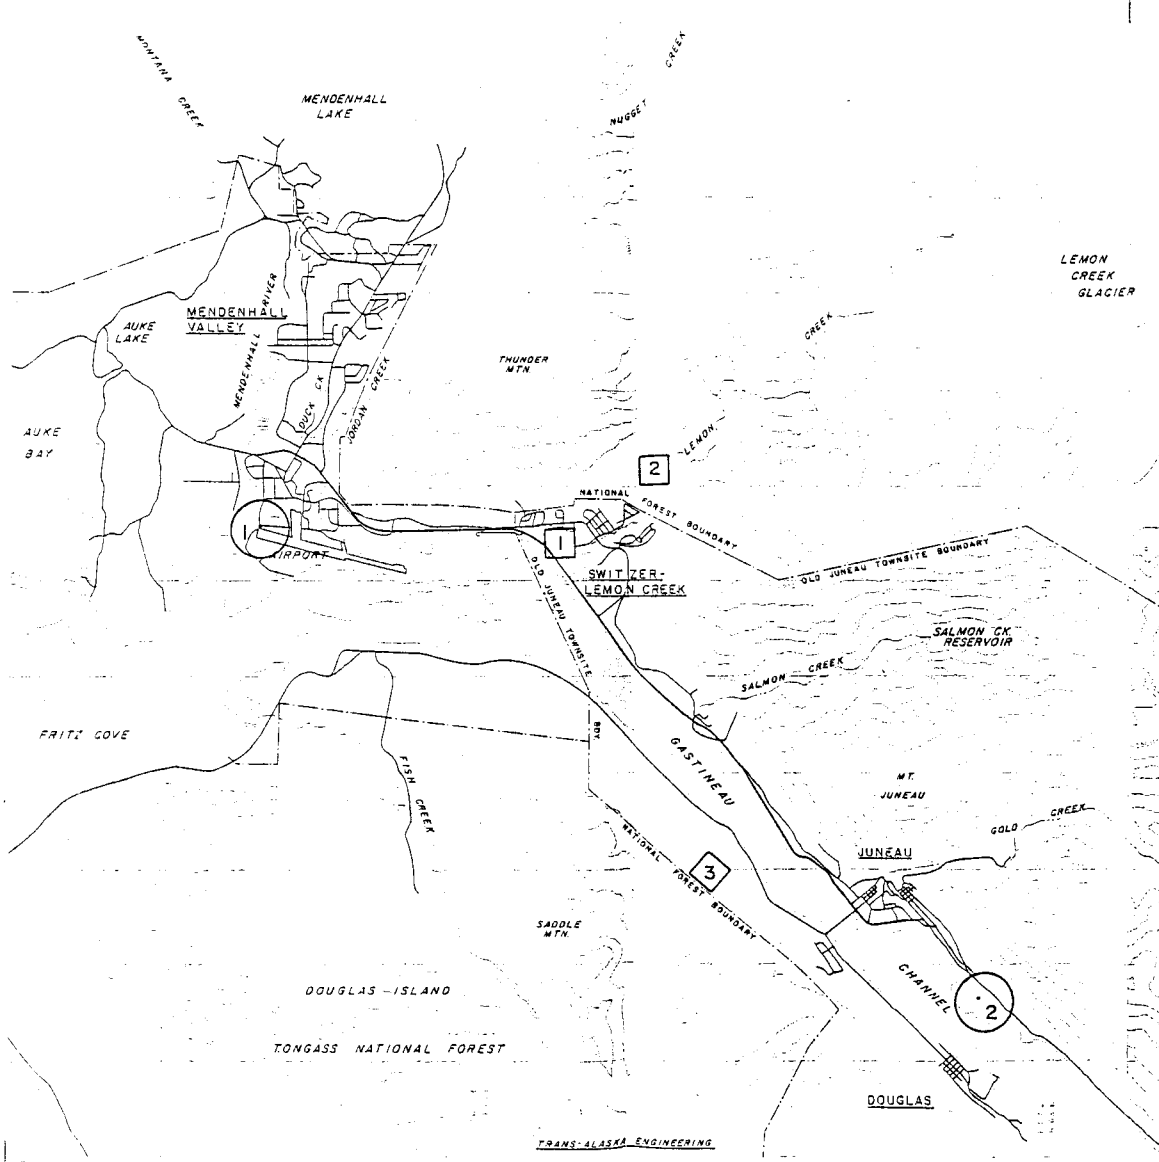 MONTANA CREEK
MENDENHALL
LAKE
NUGGET CREEK
LEMON
CREEK
GLACIER
MENDENHALL
VALLEY
MENDENHALL RIVER
AUKE
LAKE
THUNDER
MTN.
LEMON CREEK
DUCK CK
JORDAN CREEK
AUKE
BAY
2
NATIONAL FOREST BOUNDARY
1
AIRPORT
1
SWITZER-
LEMON CREEK
OLD JUNEAU TOWNSITE BOUNDARY
OLD JUNEAU TOWNSITE BDY.
SALMON CK.
RESERVOIR
SALMON CREEK
FRITZ COVE
FISH CREEK
GASTINEAU
MT.
JUNEAU
GOLD CREEK
JUNEAU
NATIONAL FOREST BOUNDARY
3
SADDLE
MTN.
CHANNEL
2
DOUGLAS ISLAND
TONGASS NATIONAL FOREST
DOUGLAS
TRANS-ALASKA ENGINEERING